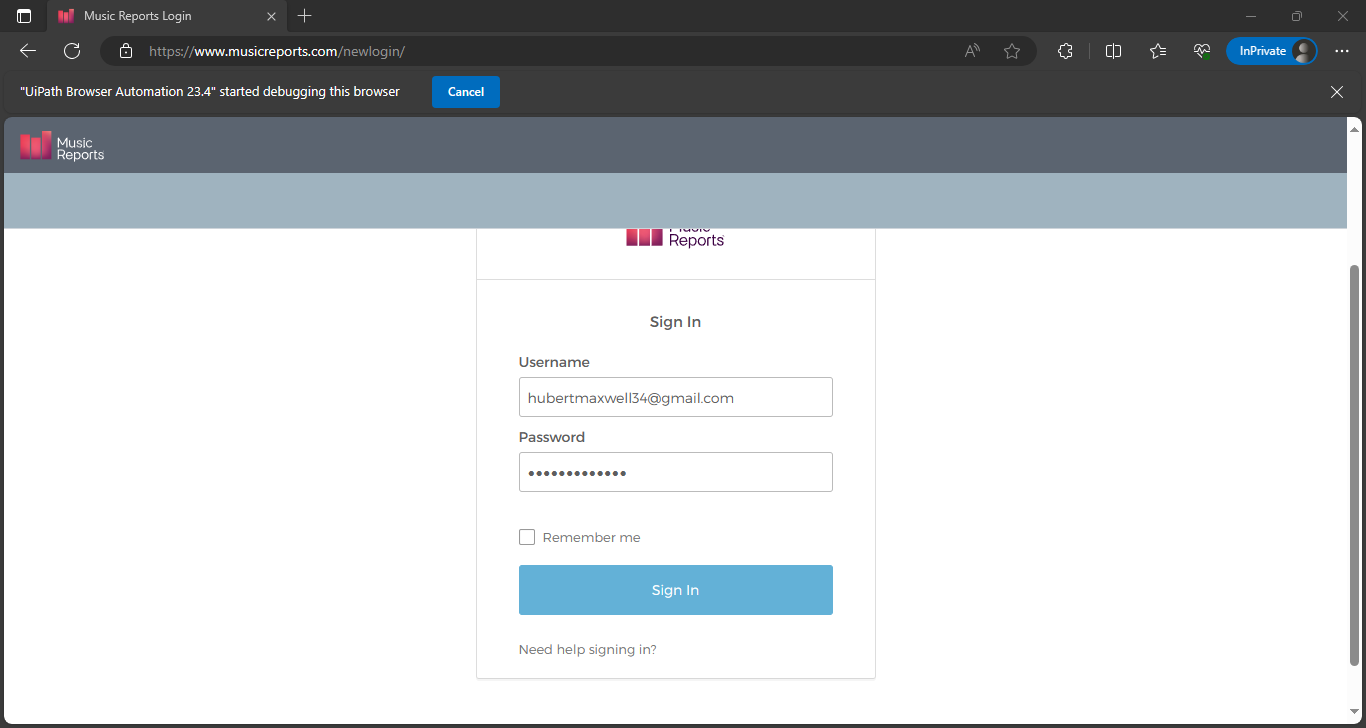 Music Reports Login
https://www.musicreports.com/newlogin/
InPrivate
"UiPath Browser Automation 23.4" started debugging this browser
Cancel
Music
Reports
Music
Reports
Sign In
Username
hubertmaxwell34@gmail.com
Password
•••••••••••••
Remember me
Sign In
Need help signing in?